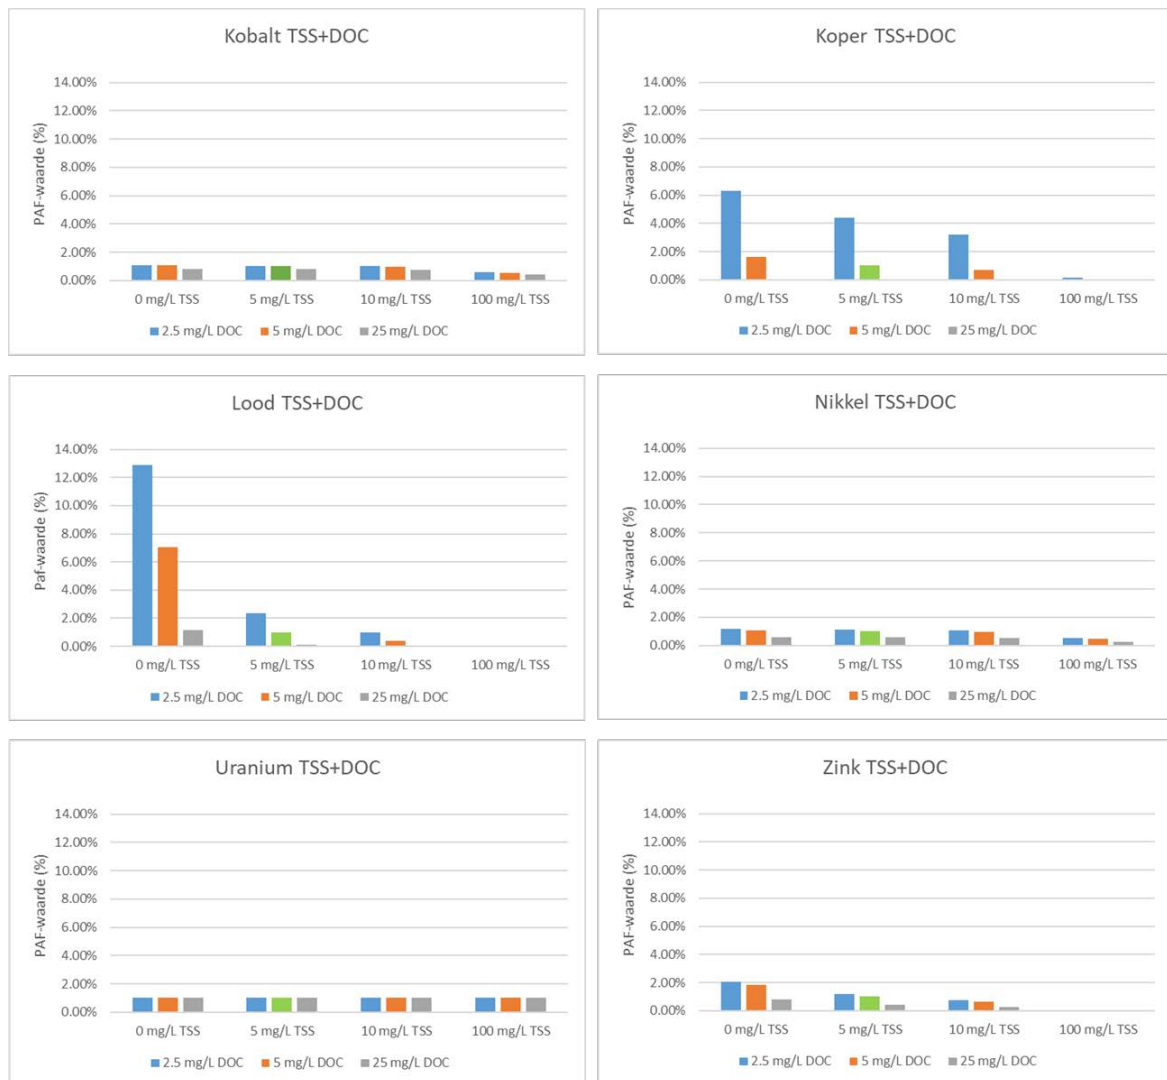 Kobalt TSS+DOC
PAF-waarde (%)
14.00%
12.00%
10.00%
8.00%
6.00%
4.00%
2.00%
0.00%
0 mg/L TSS 5 mg/L TSS 10 mg/L TSS 100 mg/L TSS
2.5 mg/L DOC 5 mg/L DOC 25 mg/L DOC
Koper TSS+DOC
PAF-waarde (%)
14.00%
12.00%
10.00%
8.00%
6.00%
4.00%
2.00%
0.00%
0 mg/L TSS 5 mg/L TSS 10 mg/L TSS 100 mg/L TSS
2.5 mg/L DOC 5 mg/L DOC 25 mg/L DOC
Lood TSS+DOC
Paf-waarde (%)
14.00%
12.00%
10.00%
8.00%
6.00%
4.00%
2.00%
0.00%
0 mg/L TSS 5 mg/L TSS 10 mg/L TSS 100 mg/L TSS
2.5 mg/L DOC 5 mg/L DOC 25 mg/L DOC
Nikkel TSS+DOC
PAF-waarde (%)
14.00%
12.00%
10.00%
8.00%
6.00%
4.00%
2.00%
0.00%
0 mg/L TSS 5 mg/L TSS 10 mg/L TSS 100 mg/L TSS
2.5 mg/L DOC 5 mg/L DOC 25 mg/L DOC
Uranium TSS+DOC
PAF-waarde (%)
14.00%
12.00%
10.00%
8.00%
6.00%
4.00%
2.00%
0.00%
0 mg/L TSS 5 mg/L TSS 10 mg/L TSS 100 mg/L TSS
2.5 mg/L DOC 5 mg/L DOC 25 mg/L DOC
Zink TSS+DOC
PAF-waarde (%)
14.00%
12.00%
10.00%
8.00%
6.00%
4.00%
2.00%
0.00%
0 mg/L TSS 5 mg/L TSS 10 mg/L TSS 100 mg/L TSS
2.5 mg/L DOC 5 mg/L DOC 25 mg/L DOC